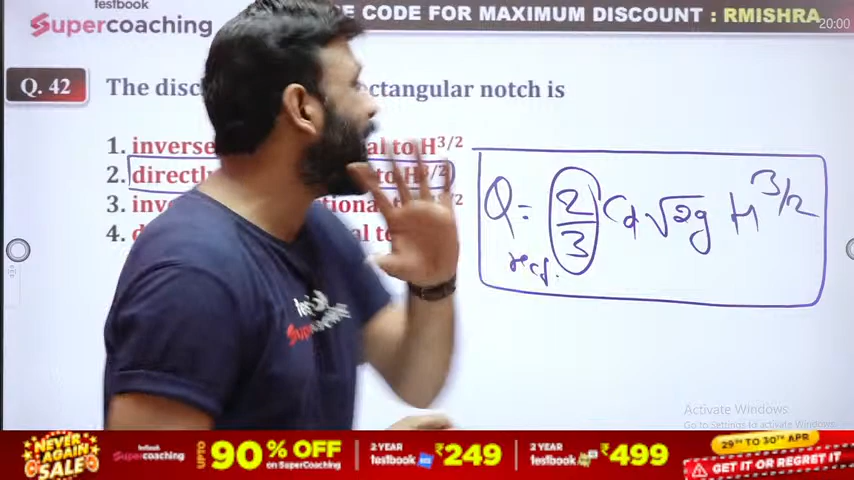 testbook
Supercoaching
E CODE FOR MAXIMUM DISCOUNT : RMISHRA
20:00
Q. 42
The disc ectangular notch is
1. inverse al to H3/2
2. directl to H3/2
3. inv tional
4. d al to
Q = 2/3 Cd √2g H3/2
Activate Windows
Go to Settings to activate Windows.
NEVER AGAIN SALE
testbook
Supercoaching
UPTO 90% OFF
on SuperCoaching
2 YEAR
testbook
₹249
2 YEAR
testbook
₹499
29TH TO 30TH APR
GET IT OR REGRET IT